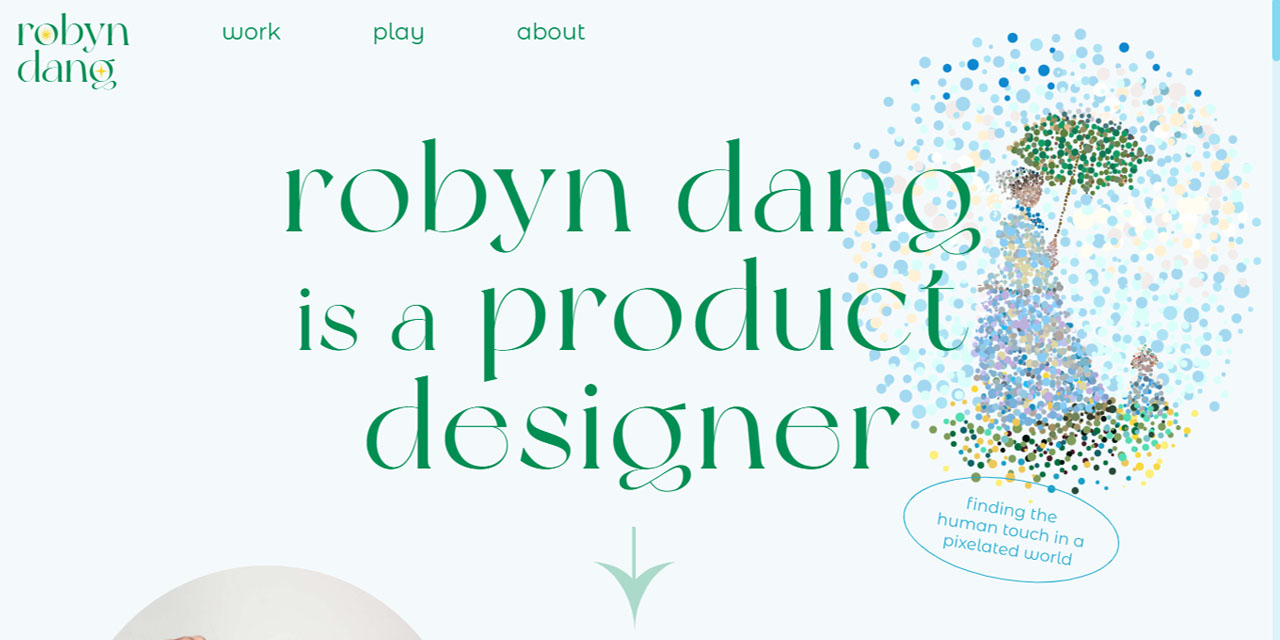 robyn
dang
work
play
about
robyn dang
is a product
designer
finding the
human touch in a
pixelated world